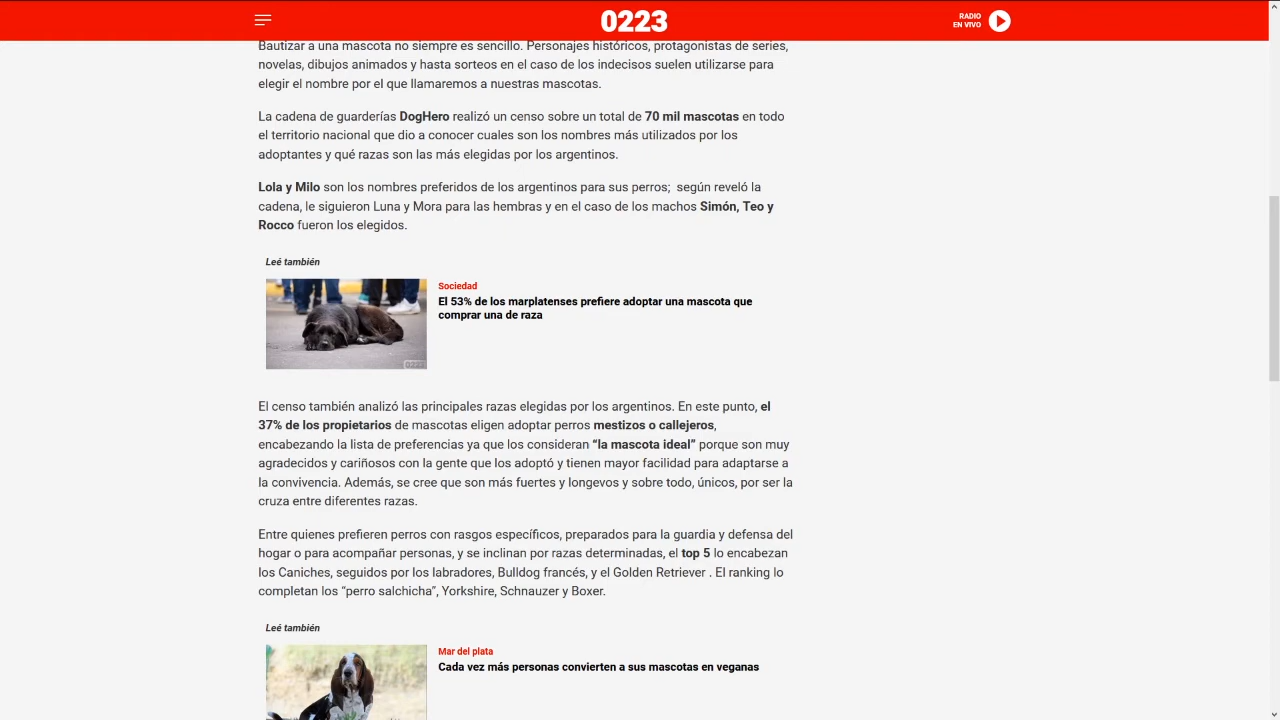 0223
RADIO
EN VIVO
Bautizar a una mascota no siempre es sencillo. Personajes históricos, protagonistas de series,
novelas, dibujos animados y hasta sorteos en el caso de los indecisos suelen utilizarse para
elegir el nombre por el que llamaremos a nuestras mascotas.
La cadena de guarderías DogHero realizó un censo sobre un total de 70 mil mascotas en todo
el territorio nacional que dio a conocer cuales son los nombres más utilizados por los
adoptantes y qué razas son las más elegidas por los argentinos.
Lola y Milo son los nombres preferidos de los argentinos para sus perros;  según reveló la
cadena, le siguieron Luna y Mora para las hembras y en el caso de los machos Simón, Teo y
Rocco fueron los elegidos.
Leé también
Sociedad
El 53% de los marplatenses prefiere adoptar una mascota que
comprar una de raza
0223
El censo también analizó las principales razas elegidas por los argentinos. En este punto, el
37% de los propietarios de mascotas eligen adoptar perros mestizos o callejeros,
encabezando la lista de preferencias ya que los consideran “la mascota ideal” porque son muy
agradecidos y cariñosos con la gente que los adoptó y tienen mayor facilidad para adaptarse a
la convivencia. Además, se cree que son más fuertes y longevos y sobre todo, únicos, por ser la
cruza entre diferentes razas.
Entre quienes prefieren perros con rasgos específicos, preparados para la guardia y defensa del
hogar o para acompañar personas, y se inclinan por razas determinadas, el top 5 lo encabezan
los Caniches, seguidos por los labradores, Bulldog francés, y el Golden Retriever . El ranking lo
completan los “perro salchicha”, Yorkshire, Schnauzer y Boxer.
Leé también
Mar del plata
Cada vez más personas convierten a sus mascotas en veganas